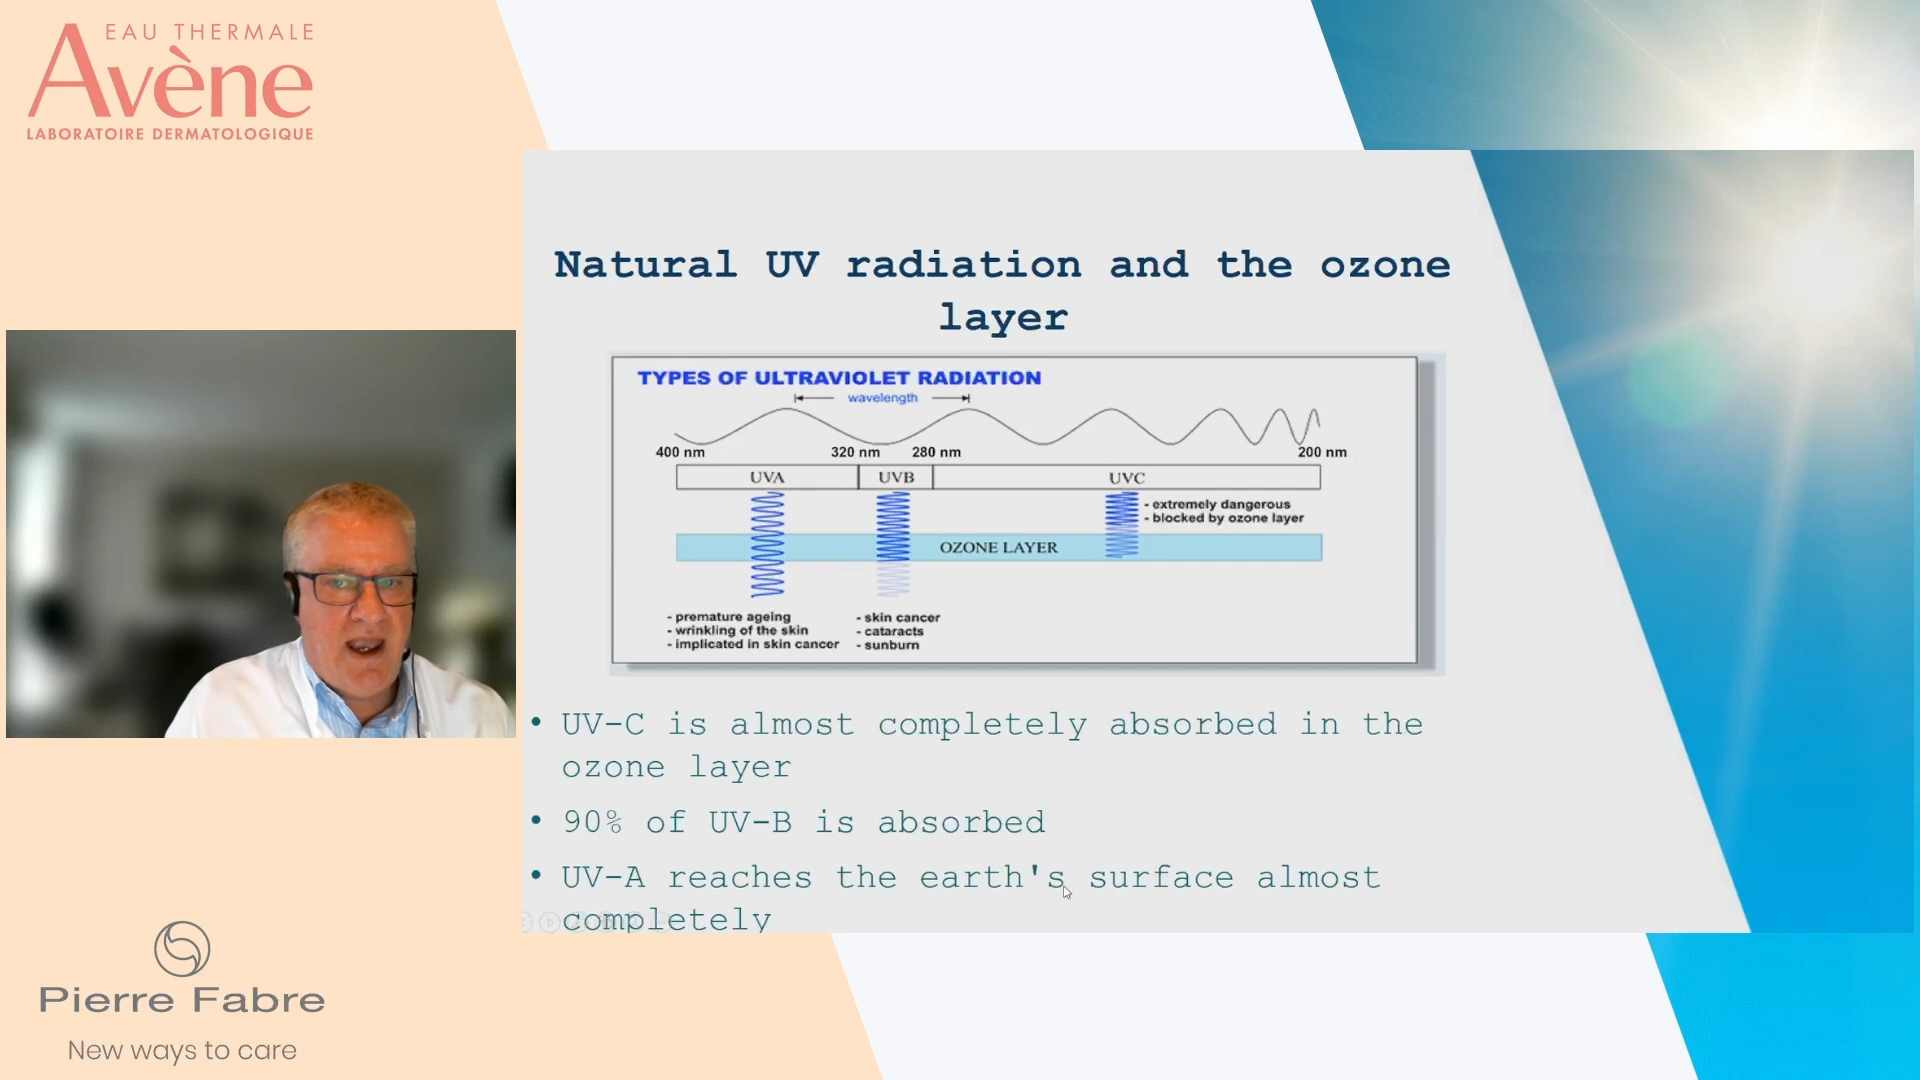 EAU THERMALE
Avène
LABORATOIRE DERMATOLOGIQUE
Natural UV radiation and the ozone
layer
TYPES OF ULTRAVIOLET RADIATION
wavelength
400 nm 320 nm 280 nm 200 nm
UVA UVB UVC
- extremely dangerous
- blocked by ozone layer
OZONE LAYER
- premature ageing
- wrinkling of the skin
- implicated in skin cancer
- skin cancer
- cataracts
- sunburn
• UV-C is almost completely absorbed in the
ozone layer
• 90% of UV-B is absorbed
• UV-A reaches the earth's surface almost
completely
Pierre Fabre
New ways to care